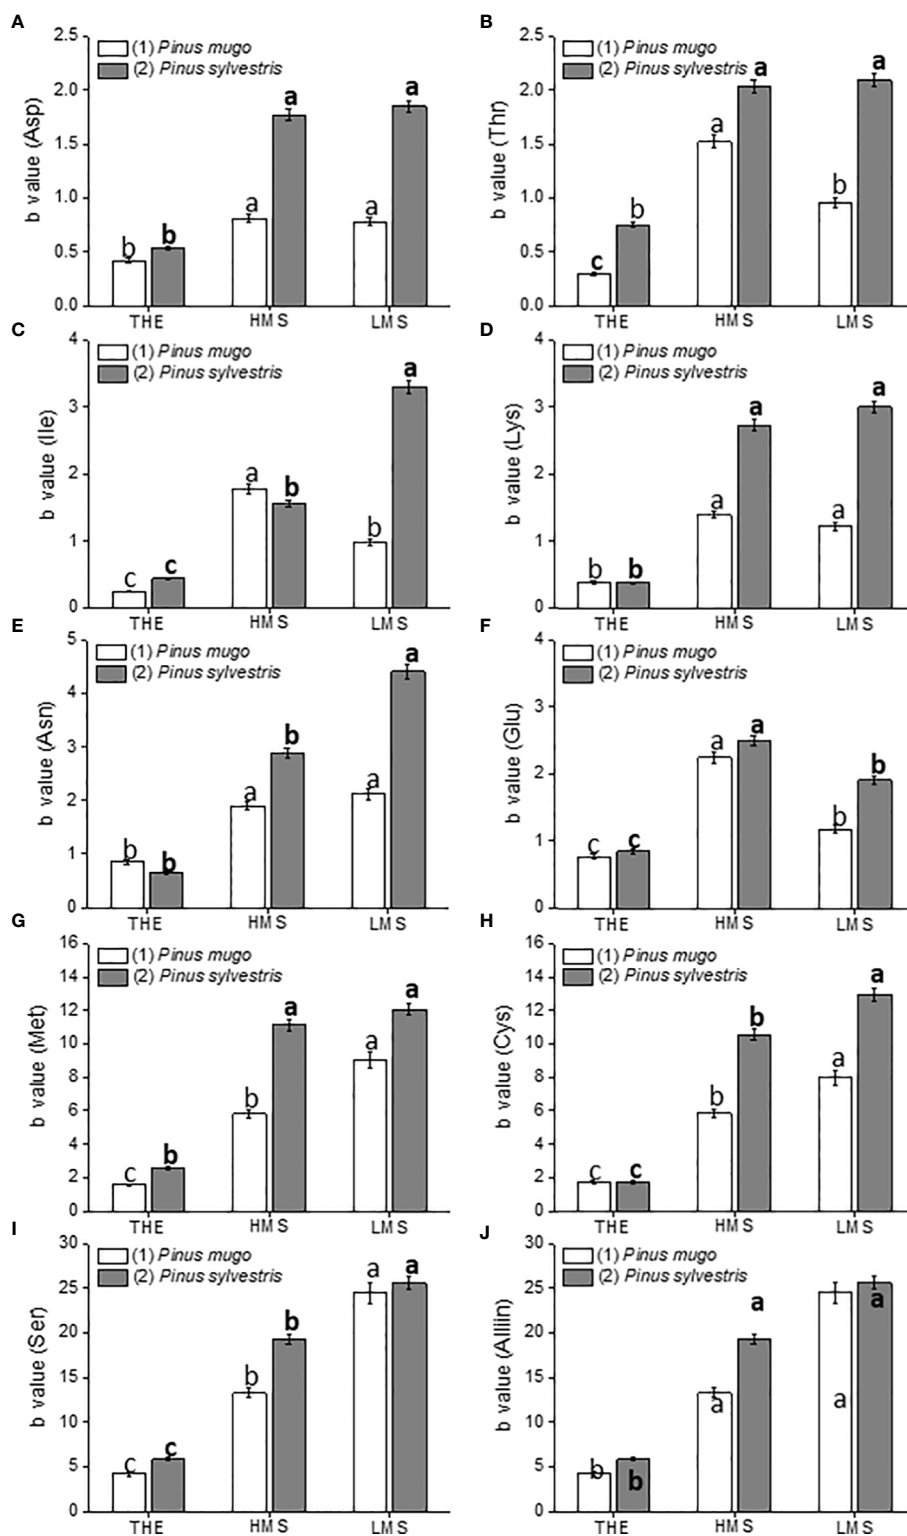 A
2.5
2.0
1.5
1.0
0.5
0.0
b value (Asp)
(1) Pinus mugo
(2) Pinus sylvestris
b b a a a a
THE HMS LMS
B
2.5
2.0
1.5
1.0
0.5
0.0
b value (Thr)
(1) Pinus mugo
(2) Pinus sylvestris
c b a a b a
THE HMS LMS
C
4
3
2
1
0
b value (Ile)
(1) Pinus mugo
(2) Pinus sylvestris
c c a b b a
THE HMS LMS
D
4
3
2
1
0
b value (Lys)
(1) Pinus mugo
(2) Pinus sylvestris
b b a a a a
THE HMS LMS
E
5
4
3
2
1
0
b value (Asn)
(1) Pinus mugo
(2) Pinus sylvestris
b b a b a a
THE HMS LMS
F
4
3
2
1
0
b value (Glu)
(1) Pinus mugo
(2) Pinus sylvestris
c c a a b b
THE HMS LMS
G
16
14
12
10
8
6
4
2
0
b value (Met)
(1) Pinus mugo
(2) Pinus sylvestris
c b b a a a
THE HMS LMS
H
16
14
12
10
8
6
4
2
0
b value (Cys)
(1) Pinus mugo
(2) Pinus sylvestris
c c b b a a
THE HMS LMS
I
30
25
20
15
10
5
0
b value (Ser)
(1) Pinus mugo
(2) Pinus sylvestris
c c b b a a
THE HMS LMS
J
30
25
20
15
10
5
0
b value (Alliin)
(1) Pinus mugo
(2) Pinus sylvestris
b b a a a a
THE HMS LMS